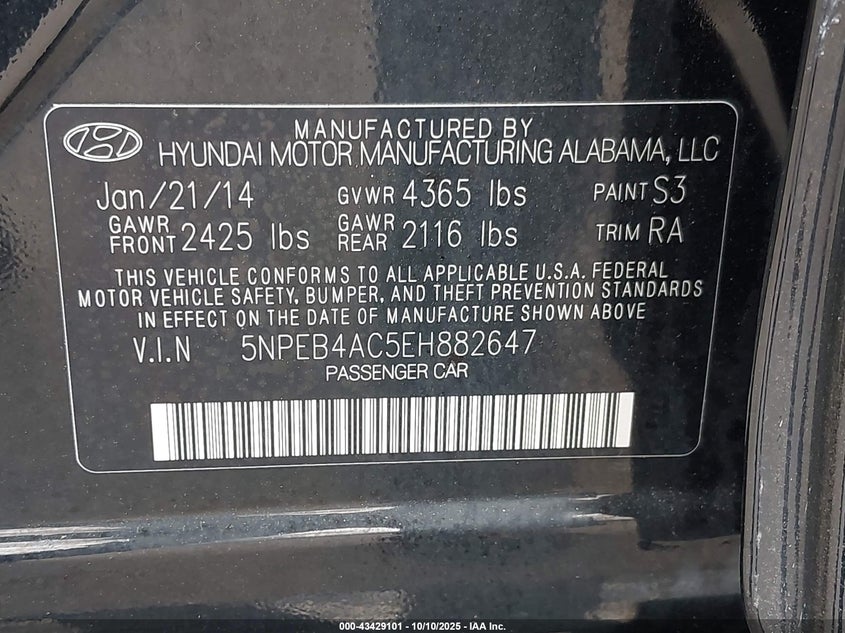 MANUFACTURED BY
HYUNDAI MOTOR MANUFACTURING ALABAMA, LLC
Jan/21/14 GVWR 4365 lbs PAINT S3
GAWR FRONT 2425 lbs GAWR REAR 2116 lbs TRIM RA
THIS VEHICLE CONFORMS TO ALL APPLICABLE U.S.A. FEDERAL
MOTOR VEHICLE SAFETY, BUMPER, AND THEFT PREVENTION STANDARDS
IN EFFECT ON THE DATE OF MANUFACTURE SHOWN ABOVE
V.I.N 5NPEB4AC5EH882647
PASSENGER CAR
000-43429101 - 10/10/2025 - IAA Inc.